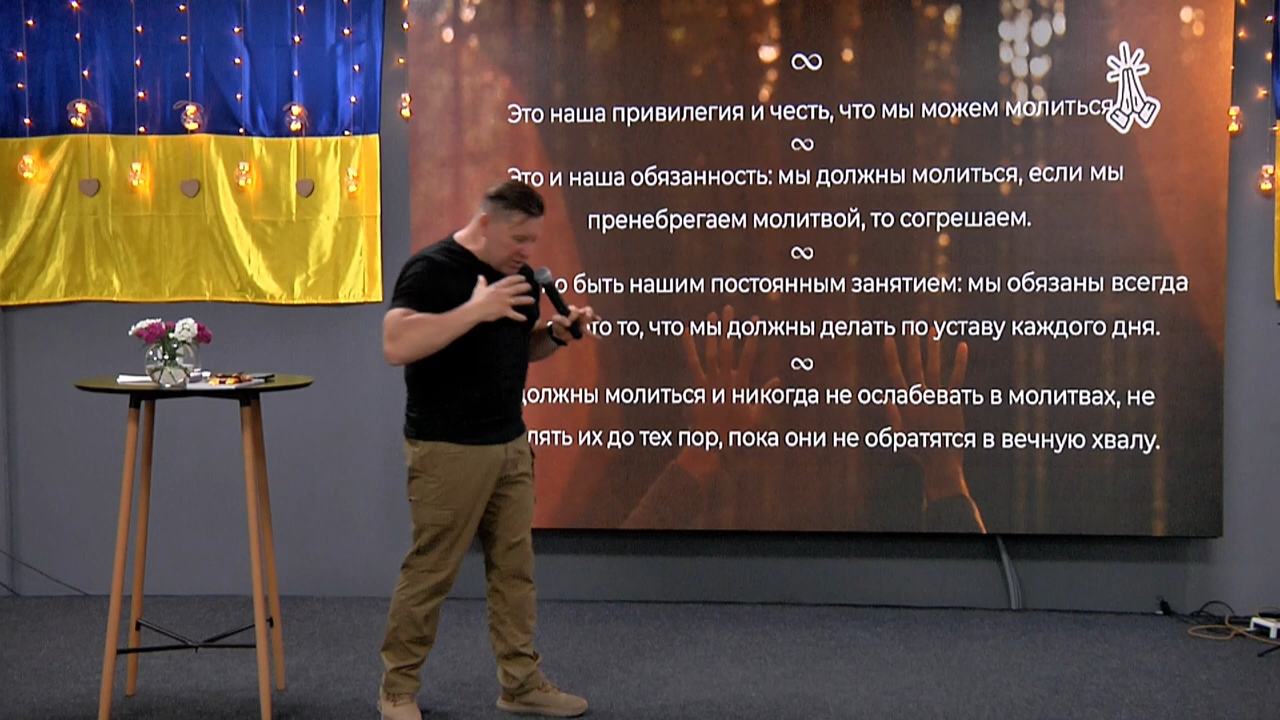 Это наша привилегия и честь, что мы можем молиться
Это и наша обязанность: мы должны молиться, если мы
пренебрегаем молитвой, то согрешаем.
быть нашим постоянным занятием: мы обязаны всегда
то, что мы должны делать по уставу каждого дня.
должны молиться и никогда не ослабевать в молитвах, не
их до тех пор, пока они не обратятся в вечную хвалу.